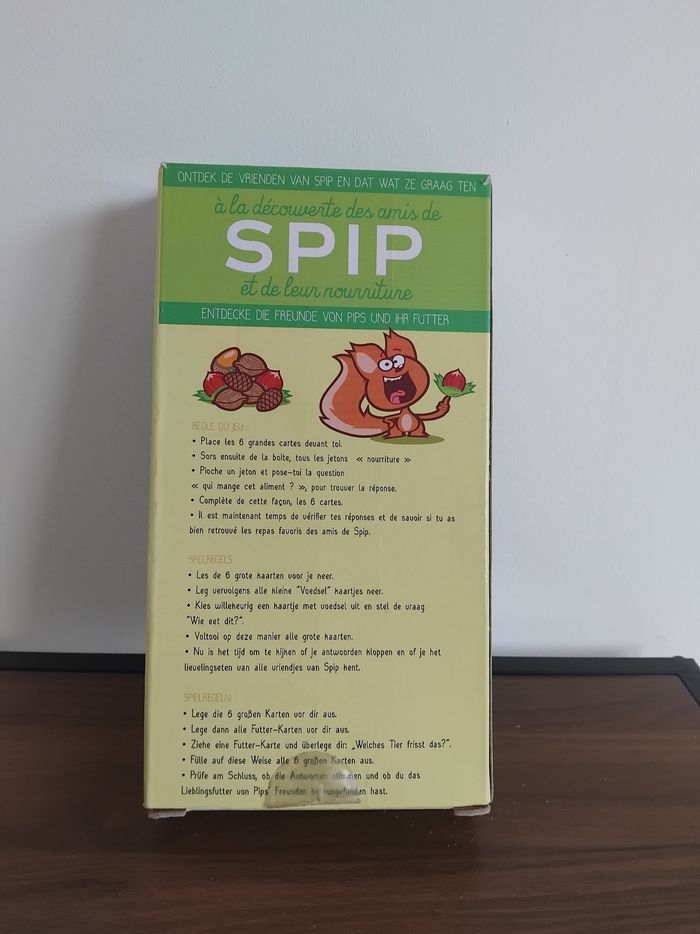 ONTDEK DE VRIENDEN VAN SPIP EN DAT WAT ZE GRAAG TEN
à la découverte des amis de
SPIP
et de leur nourriture
ENTDECKE DIE FREUNDE VON PIPS UND IHR FUTTER
RÈGLE DU JEU :
• Place les 6 grandes cartes devant toi.
• Sors ensuite de la boîte, tous les jetons « nourriture »
• Pioche un jeton et pose-toi la question
« qui mange cet aliment ? », pour trouver la réponse.
• Complète de cette façon, les 6 cartes.
• Il est maintenant temps de vérifier tes réponses et de savoir si tu as
bien retrouvé les repas favoris des amis de Spip.
SPELREGELS
• Les de 6 grote kaarten voor je neer.
• Leg vervolgens alle kleine "Voedsel" kaartjes neer.
• Kies willekeurig een kaartje met voedsel uit en stel de vraag
"Wie eet dit?".
• Voltooi op deze manier alle grote kaarten.
• Nu is het tijd om te kijken of je antwoorden kloppen en of je het
lievelingseten van alle vriendjes van Spip kent.
SPIELREGELN:
• Lege die 6 großen Karten vor dir aus.
• Lege dann alle Futter-Karten vor dir aus.
• Ziehe eine Futter-Karte und überlege dir: „Welches Tier frisst das?".
• Fülle auf diese Weise alle 6 großen Karten aus.
• Prüfe am Schluss, ob die Antworten stimmen und ob du das
Lieblingsfutter von Pips' Freunden herausgefunden hast.